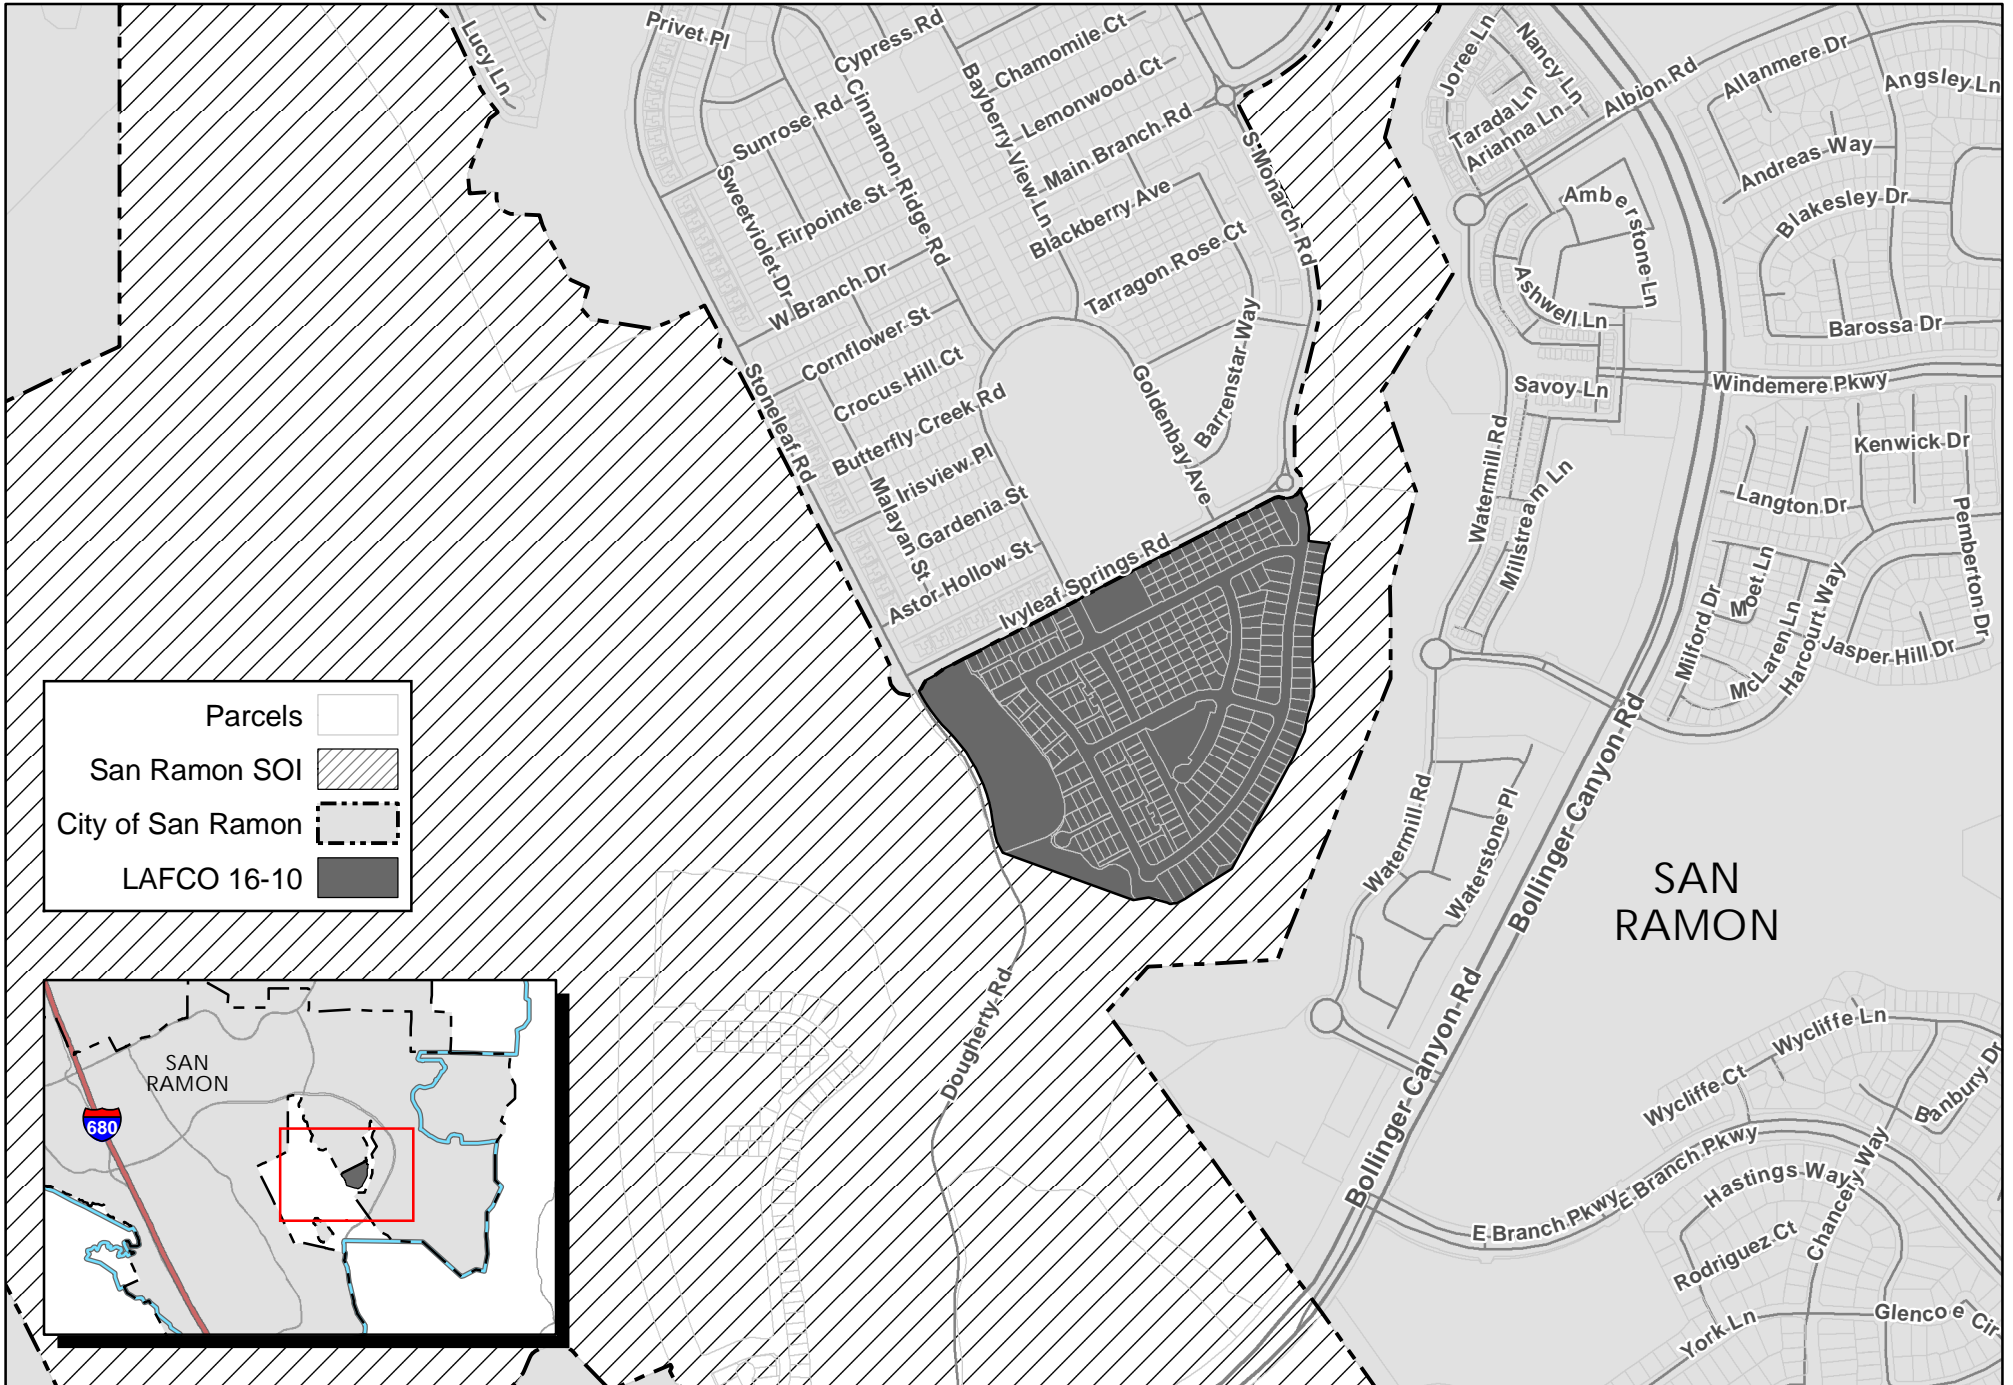 Lucy Ln
Privet Pl
Cypress Rd
Chamomile Ct
Joree Ln
Nancy Ln
Albion Rd
Allanmere Dr
Angsley Ln
Cinnamon Ridge Rd
Bayberry View Ln
Lemonwood Ct
Tarada Ln
Arianna Ln
Sunrose Rd
Main Branch Rd
S Monarch Rd
Andreas Way
Sweetviolet Dr
Firpointe St
Blackberry Ave
Amberstone Ln
Blakesley Dr
W Branch Dr
Tarragon Rose Ct
Ashwell Ln
Barossa Dr
Cornflower St
Barrenstar Way
Stoneleaf Rd
Crocus Hill Ct
Goldenbay Ave
Savoy Ln
Windemere Pkwy
Butterfly Creek Rd
Watermill Rd
Kenwick Dr
Irisview Pl
Malayan St
Gardenia St
Millstream Ln
Langton Dr
Pemberton Dr
Astor Hollow St
Ivyleaf Springs Rd
Moet Ln
Milford Dr
McLaren Ln
Harcourt Way
Jasper Hill Dr
Parcels
San Ramon SOI
City of San Ramon
LAFCO 16-10
Watermill Rd
Waterstone Pl
Bollinger Canyon Rd
SAN
RAMON
Dougherty Rd
Bollinger Canyon Rd
Wycliffe Ln
Wycliffe Ct
Banbury Dr
E Branch Pkwy
E Branch Pkwy
Hastings Way
Chancery Way
Rodriguez Ct
York Ln
Glencoe Cir
SAN
RAMON
680